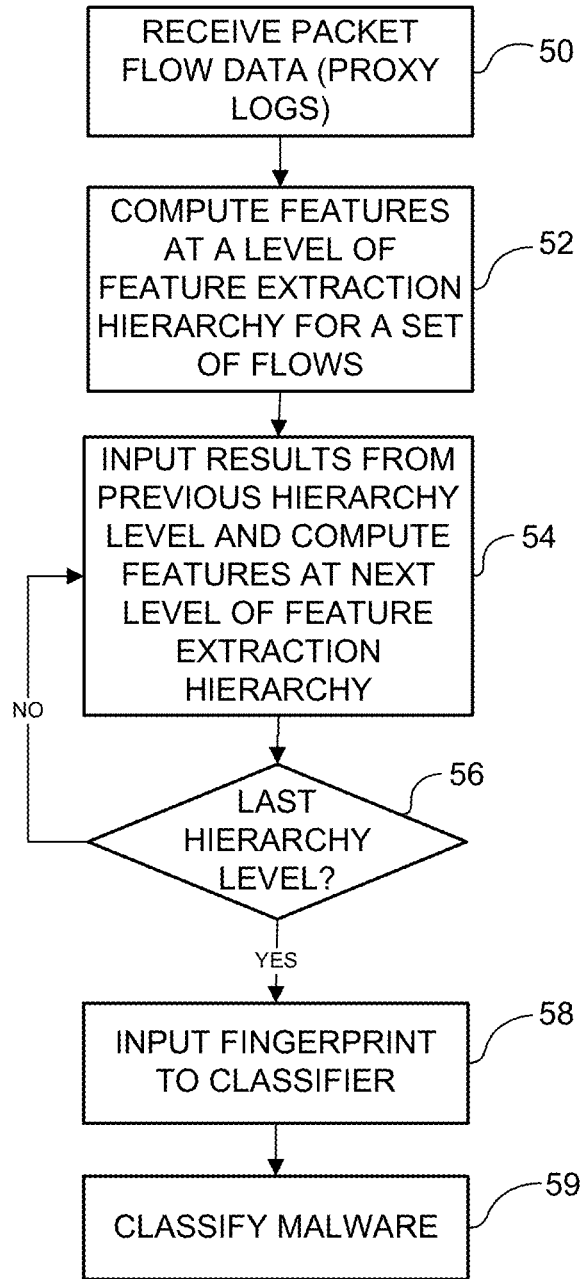 RECEIVE PACKET
FLOW DATA (PROXY
LOGS)
50
COMPUTE FEATURES
AT A LEVEL OF
FEATURE EXTRACTION
HIERARCHY FOR A SET
OF FLOWS
52
INPUT RESULTS FROM
PREVIOUS HIERARCHY
LEVEL AND COMPUTE
FEATURES AT NEXT
LEVEL OF FEATURE
EXTRACTION
HIERARCHY
54
NO
LAST
HIERARCHY
LEVEL?
56
YES
INPUT FINGERPRINT
TO CLASSIFIER
58
CLASSIFY MALWARE
59